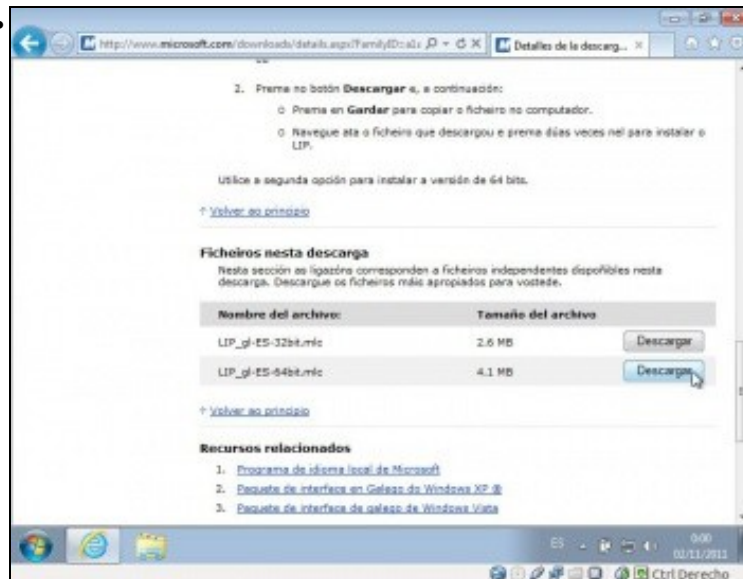 http://www.microsoft.com/downloads/details.aspx?FamilyID=a1
Detalles de la descarg...
2. Prema no botón Descargar e, a continuación:
Prema en Gardar para copiar o ficheiro no computador.
Navegue ata o ficheiro que descargou e prema dúas veces nel para instalar o
LIP.
Utilice a segunda opción para instalar a versión de 64 bits.
↑ Volver ao principio
Ficheiros nesta descarga
Nesta sección as ligazóns corresponden a ficheiros independentes dispoñibles nesta
descarga. Descargue os ficheiros máis apropiados para vostede.
Nombre del archivo: Tamaño del archivo
LIP_gl-ES-32bit.mlc 2.6 MB Descargar
LIP_gl-ES-64bit.mlc 4.1 MB Descargar
↑ Volver ao principio
Recursos relacionados
1. Programa de idioma local de Microsoft
2. Paquete de interface en Galego do Windows XP ®
3. Paquete de interface de galego de Windows Vista
ES 0:00
02/11/2011
Ctrl Derecho